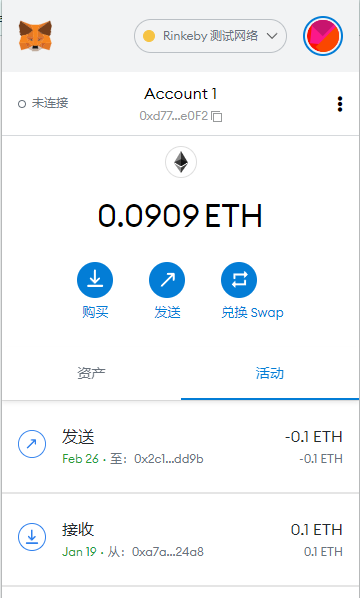 Rinkeby 测试网络
未连接
Account 1
0xd77...e0F2
0.0909 ETH
购买
发送
兑换 Swap
资产
活动
发送
-0.1 ETH
Feb 26 · 至: 0x2c1...dd9b
-0.1 ETH
接收
0.1 ETH
Jan 19 · 从: 0xa7a...24a8
0.1 ETH